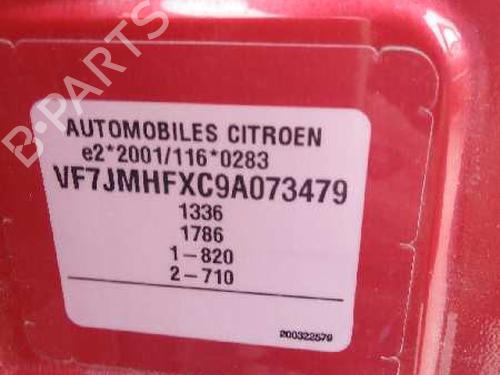 B-PARTS
AUTOMOBILES CITROEN
e2*2001/116*0283
VF7JMHFXC9A073479
1336
1786
1-820
2-710
200322579